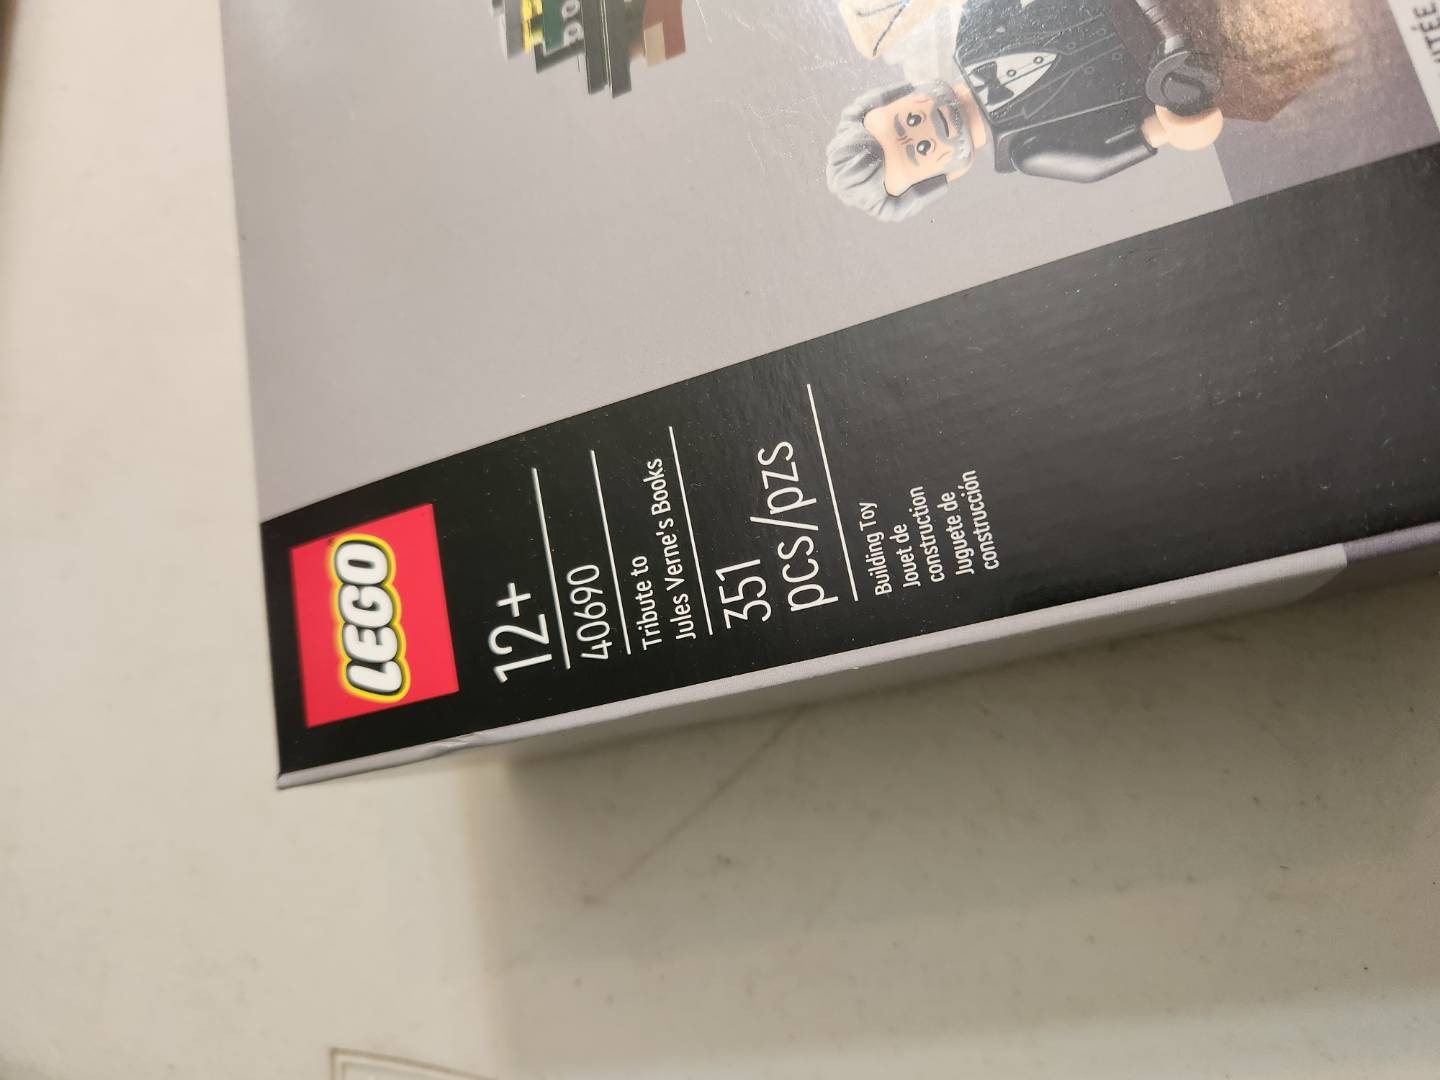 LEGO
12+
40690
Tribute to
Jules Verne's Books
351
pcs/pzs
Building Toy
Jouet de
construction
Juguete de
construcción